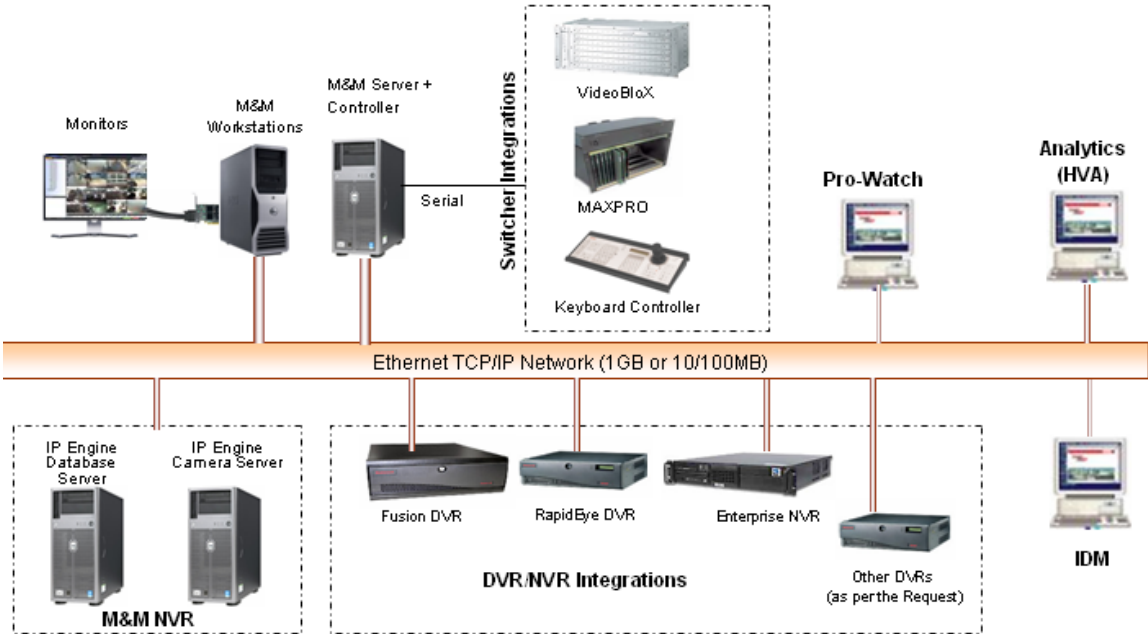 Monitors
M&M
Workstations
M&M Server +
Controller
Serial
Switcher Integrations
VideoBloX
MAXPRO
Keyboard Controller
Pro-Watch
Analytics
(HVA)
Ethernet TCP/IP Network (1GB or 10/100MB)
IP Engine
Database
Server
IP Engine
Camera Server
M&M NVR
Fusion DVR
RapidEye DVR
Enterprise NVR
Other DVRs
(as per the Request)
DVR/NVR Integrations
IDM